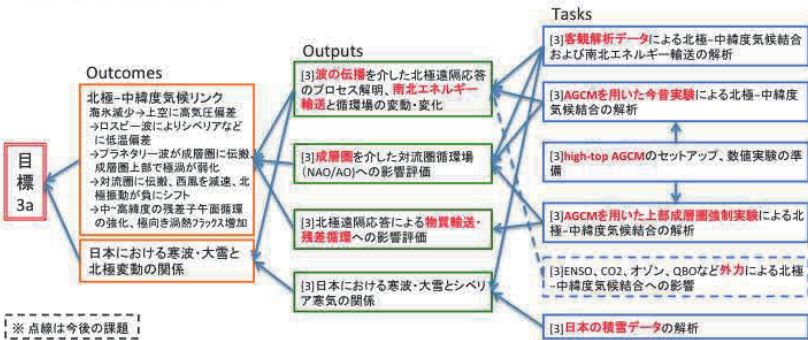 Tasks
Outputs
Outcomes
目
標
3a
北極–中緯度気候リンク
海氷減少→上空に高気圧偏差
→ロスビー波によりシベリアなど
に低温偏差
→プラネタリー波が成層圏に伝搬、
成層圏上部で極渦が弱化
→対流圏に伝搬、西風を減速、北
極振動が負にシフト
→中~高緯度の残差子午面循環
の強化、極向き渦熱フラックス増加
日本における寒波・大雪と
北極変動の関係
※ 点線は今後の課題
[3]波の伝播を介した北極遠隔応答
のプロセス解明、南北エネルギー
輸送と循環場の変動・変化
[3]成層圏を介した対流圏循環場
(NAO/AO)への影響評価
[3]北極遠隔応答による物質輸送・
残差循環への影響評価
[3]日本における寒波・大雪とシベリ
ア寒気の関係
[3]客観解析データによる北極–中緯度気候結合
および南北エネルギー輸送の解析
[3]AGCMを用いた今昔実験による北極–中緯度
気候結合の解析
[3]high-top AGCMのセットアップ、数値実験の準
備
[3]AGCMを用いた上部成層圏強制実験による北
極–中緯度気候結合の解析
[3]ENSO、CO2、オゾン、QBOなど外力による北極
–中緯度気候結合への影響
[3]日本の積雪データの解析